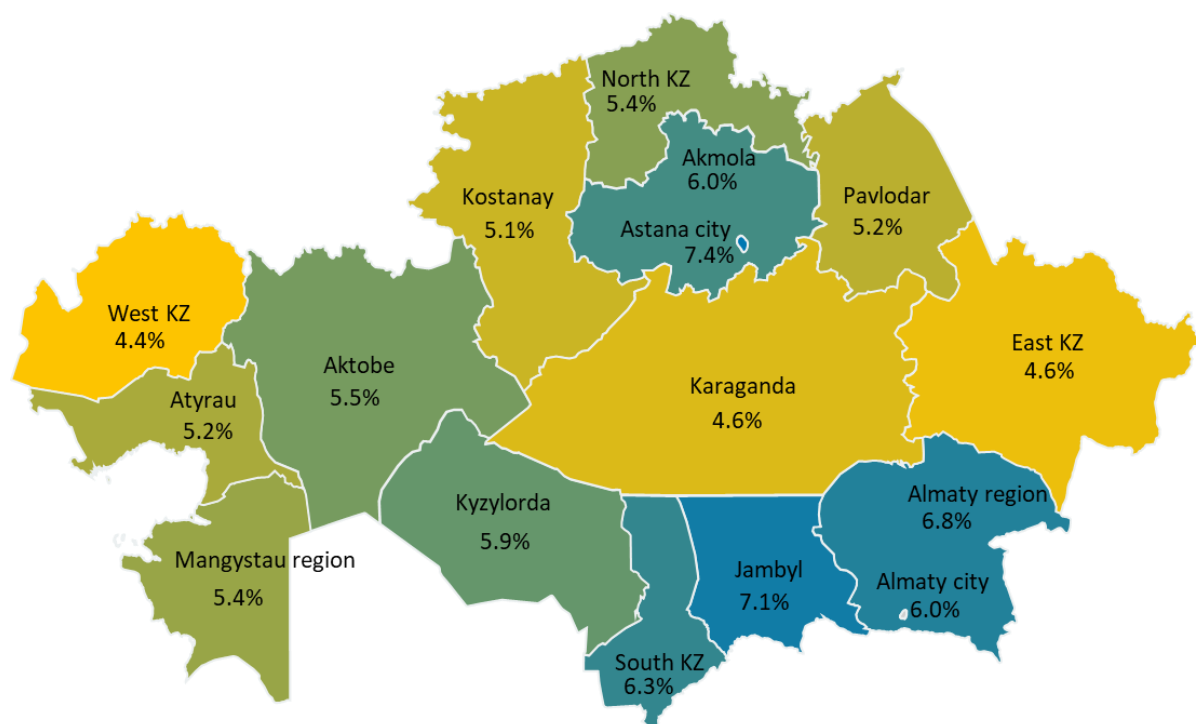 North KZ
5.4%
Akmola
6.0%
Kostanay
5.1%
Pavlodar
5.2%
Astana city
7.4%
West KZ
4.4%
East KZ
4.6%
Aktobe
5.5%
Karaganda
4.6%
Atyrau
5.2%
Kyzylorda
5.9%
Almaty region
6.8%
Mangystau region
5.4%
Jambyl
7.1%
Almaty city
6.0%
South KZ
6.3%